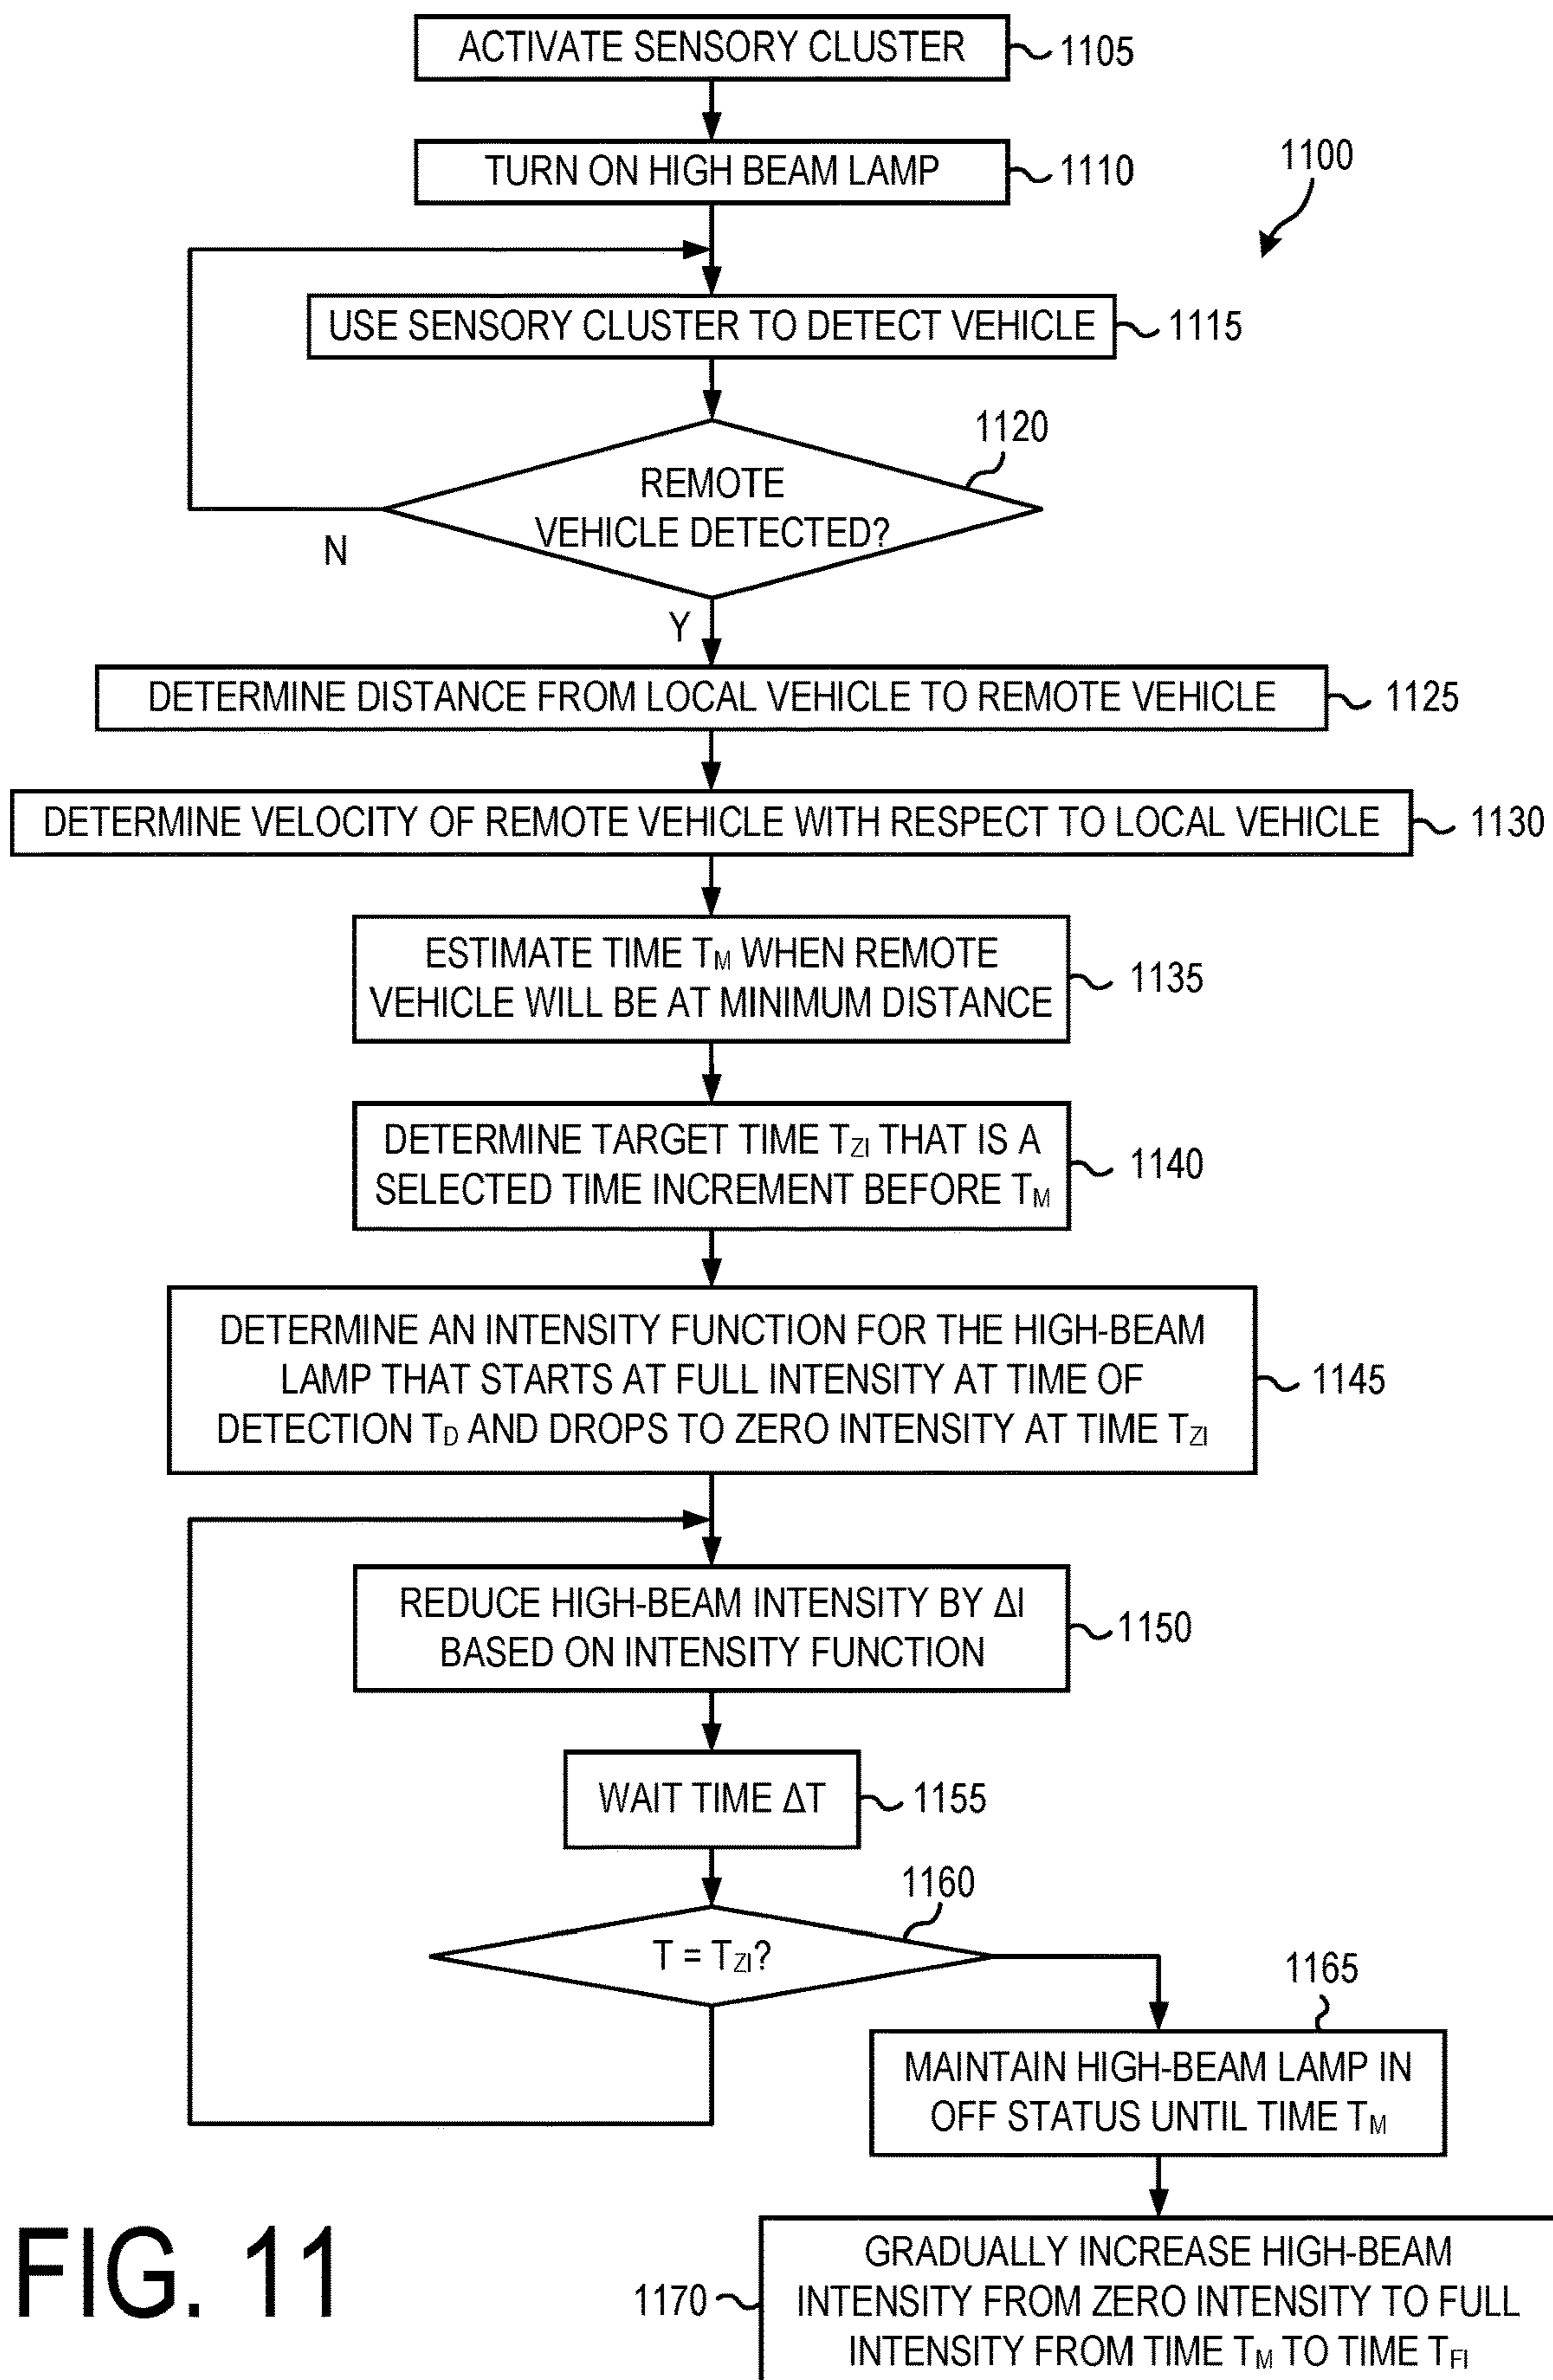 ACTIVATE SENSORY CLUSTER
1105
TURN ON HIGH BEAM LAMP
1110
1100
USE SENSORY CLUSTER TO DETECT VEHICLE
1115
1120
REMOTE
VEHICLE DETECTED?
N
Y
DETERMINE DISTANCE FROM LOCAL VEHICLE TO REMOTE VEHICLE
1125
DETERMINE VELOCITY OF REMOTE VEHICLE WITH RESPECT TO LOCAL VEHICLE
1130
ESTIMATE TIME TM WHEN REMOTE
VEHICLE WILL BE AT MINIMUM DISTANCE
1135
DETERMINE TARGET TIME TZI THAT IS A
SELECTED TIME INCREMENT BEFORE TM
1140
DETERMINE AN INTENSITY FUNCTION FOR THE HIGH-BEAM
LAMP THAT STARTS AT FULL INTENSITY AT TIME OF
DETECTION TD AND DROPS TO ZERO INTENSITY AT TIME TZI
1145
REDUCE HIGH-BEAM INTENSITY BY ΔI
BASED ON INTENSITY FUNCTION
1150
WAIT TIME ΔT
1155
1160
T = TZI?
1165
MAINTAIN HIGH-BEAM LAMP IN
OFF STATUS UNTIL TIME TM
GRADUALLY INCREASE HIGH-BEAM
INTENSITY FROM ZERO INTENSITY TO FULL
INTENSITY FROM TIME TM TO TIME TFI
1170
FIG. 11